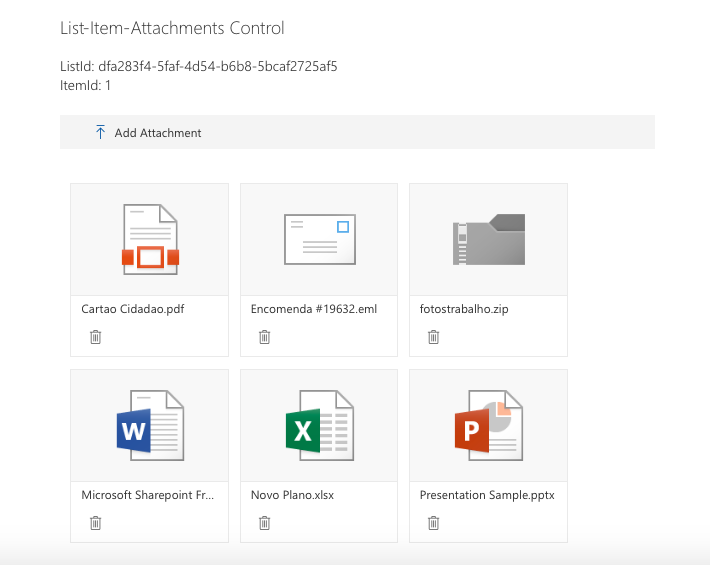 List-Item-Attachments Control
ListId: dfa283f4-5faf-4d54-b6b8-5bcaf2725af5
ItemId: 1
Add Attachment
Cartao Cidadao.pdf
Encomenda #19632.eml
fotostrabalho.zip
W
X
P
Microsoft Sharepoint Fr...
Novo Plano.xlsx
Presentation Sample.pptx